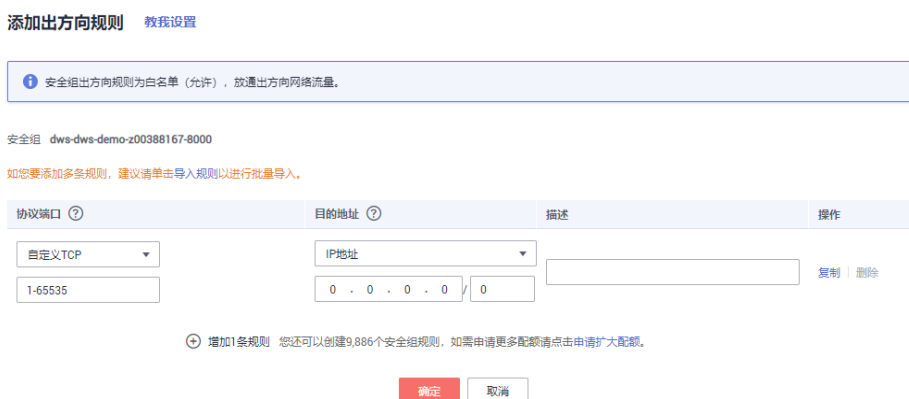 添加出方向规则 教我设置
安全组出方向规则为白名单（允许），放通出方向网络流量。
安全组 dws-dws-demo-z00388167-8000
如您要添加多条规则，建议请单击导入规则以进行批量导入。
协议端口 ? 目的地址 ? 描述 操作
自定义TCP IP地址
复制 删除
1-65535 0 . 0 . 0 . 0 / 0
增加1条规则 您还可以创建9,886个安全组规则，如需申请更多配额请点击申请扩大配额。
确定 取消